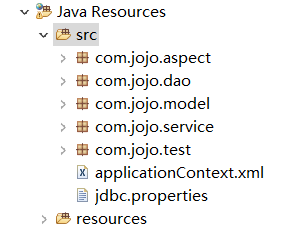 Java Resources
src
com.jojo.aspect
com.jojo.dao
com.jojo.model
com.jojo.service
com.jojo.test
applicationContext.xml
jdbc.properties
resources